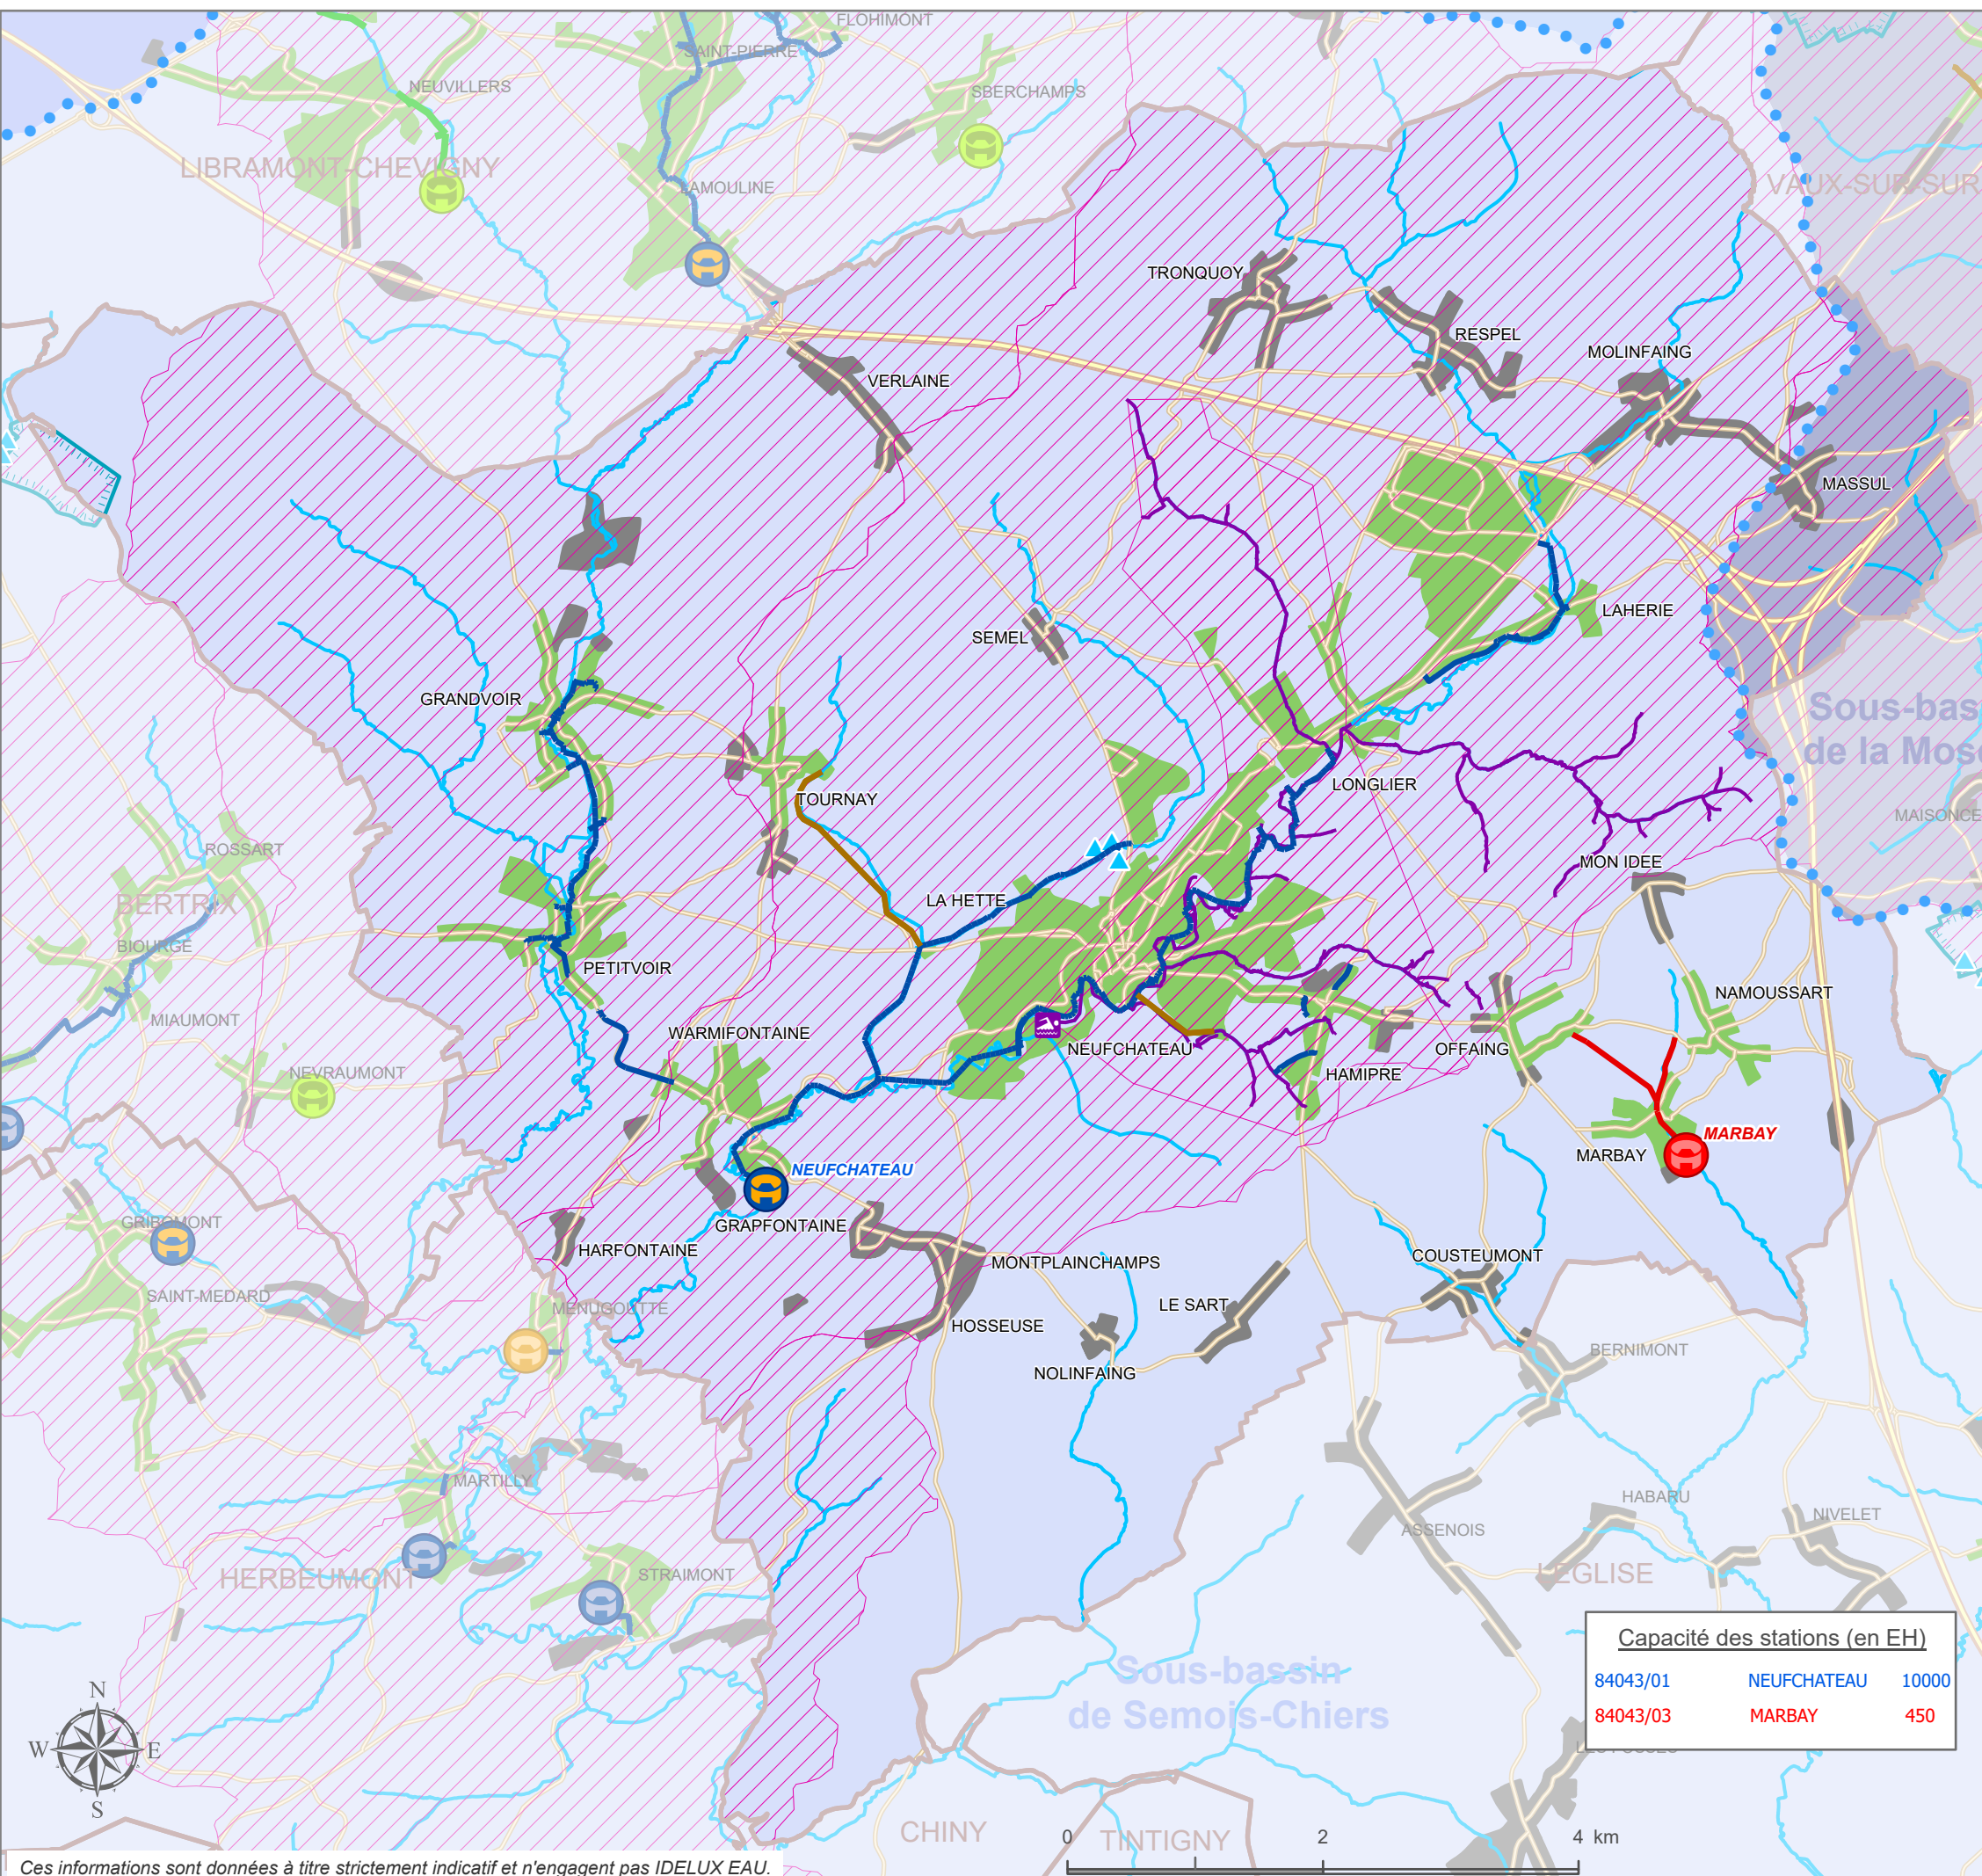 FLOHIMONT
SAINT-PIERRE
NEUVILLERS
SBERCHAMPS
LIBRAMONT-CHEVIGNY
LAMOULINE
VAUX-SUR-SUR
TRONQUOY
RESPEL
MOLINFAING
VERLAINE
MASSUL
LAHERIE
SEMEL
GRANDVOIR
Sous-bas
de la Mose
LONGLIER
TOURNAY
MAISONCE
ROSSART
MON IDEE
BERTRIX
LA HETTE
BIOURGE
PETITVOIR
NAMOUSSART
MIAUMONT
WARMIFONTAINE
NEUFCHATEAU
OFFAING
NEVRAUMONT
HAMIPRE
MARBAY
MARBAY
NEUFCHATEAU
GRIBOMONT
GRAPFONTAINE
HARFONTAINE
COUSTEUMONT
MONTPLAINCHAMPS
SAINT-MEDARD
LE SART
MENUGOUTTE
HOSSEUSE
BERNIMONT
NOLINFAING
MARTILLY
HABARU
NIVELET
ASSENOIS
STRAIMONT
HERBEUMONT
LEGLISE
Capacité des stations (en EH)
84043/01 NEUFCHATEAU 10000
84043/03 MARBAY 450
Sous-bassin
de Semois-Chiers
N
W E
S
CHINY
TINTIGNY
0 2 4 km
Ces informations sont données à titre strictement indicatif et n'engagent pas IDELUX EAU.